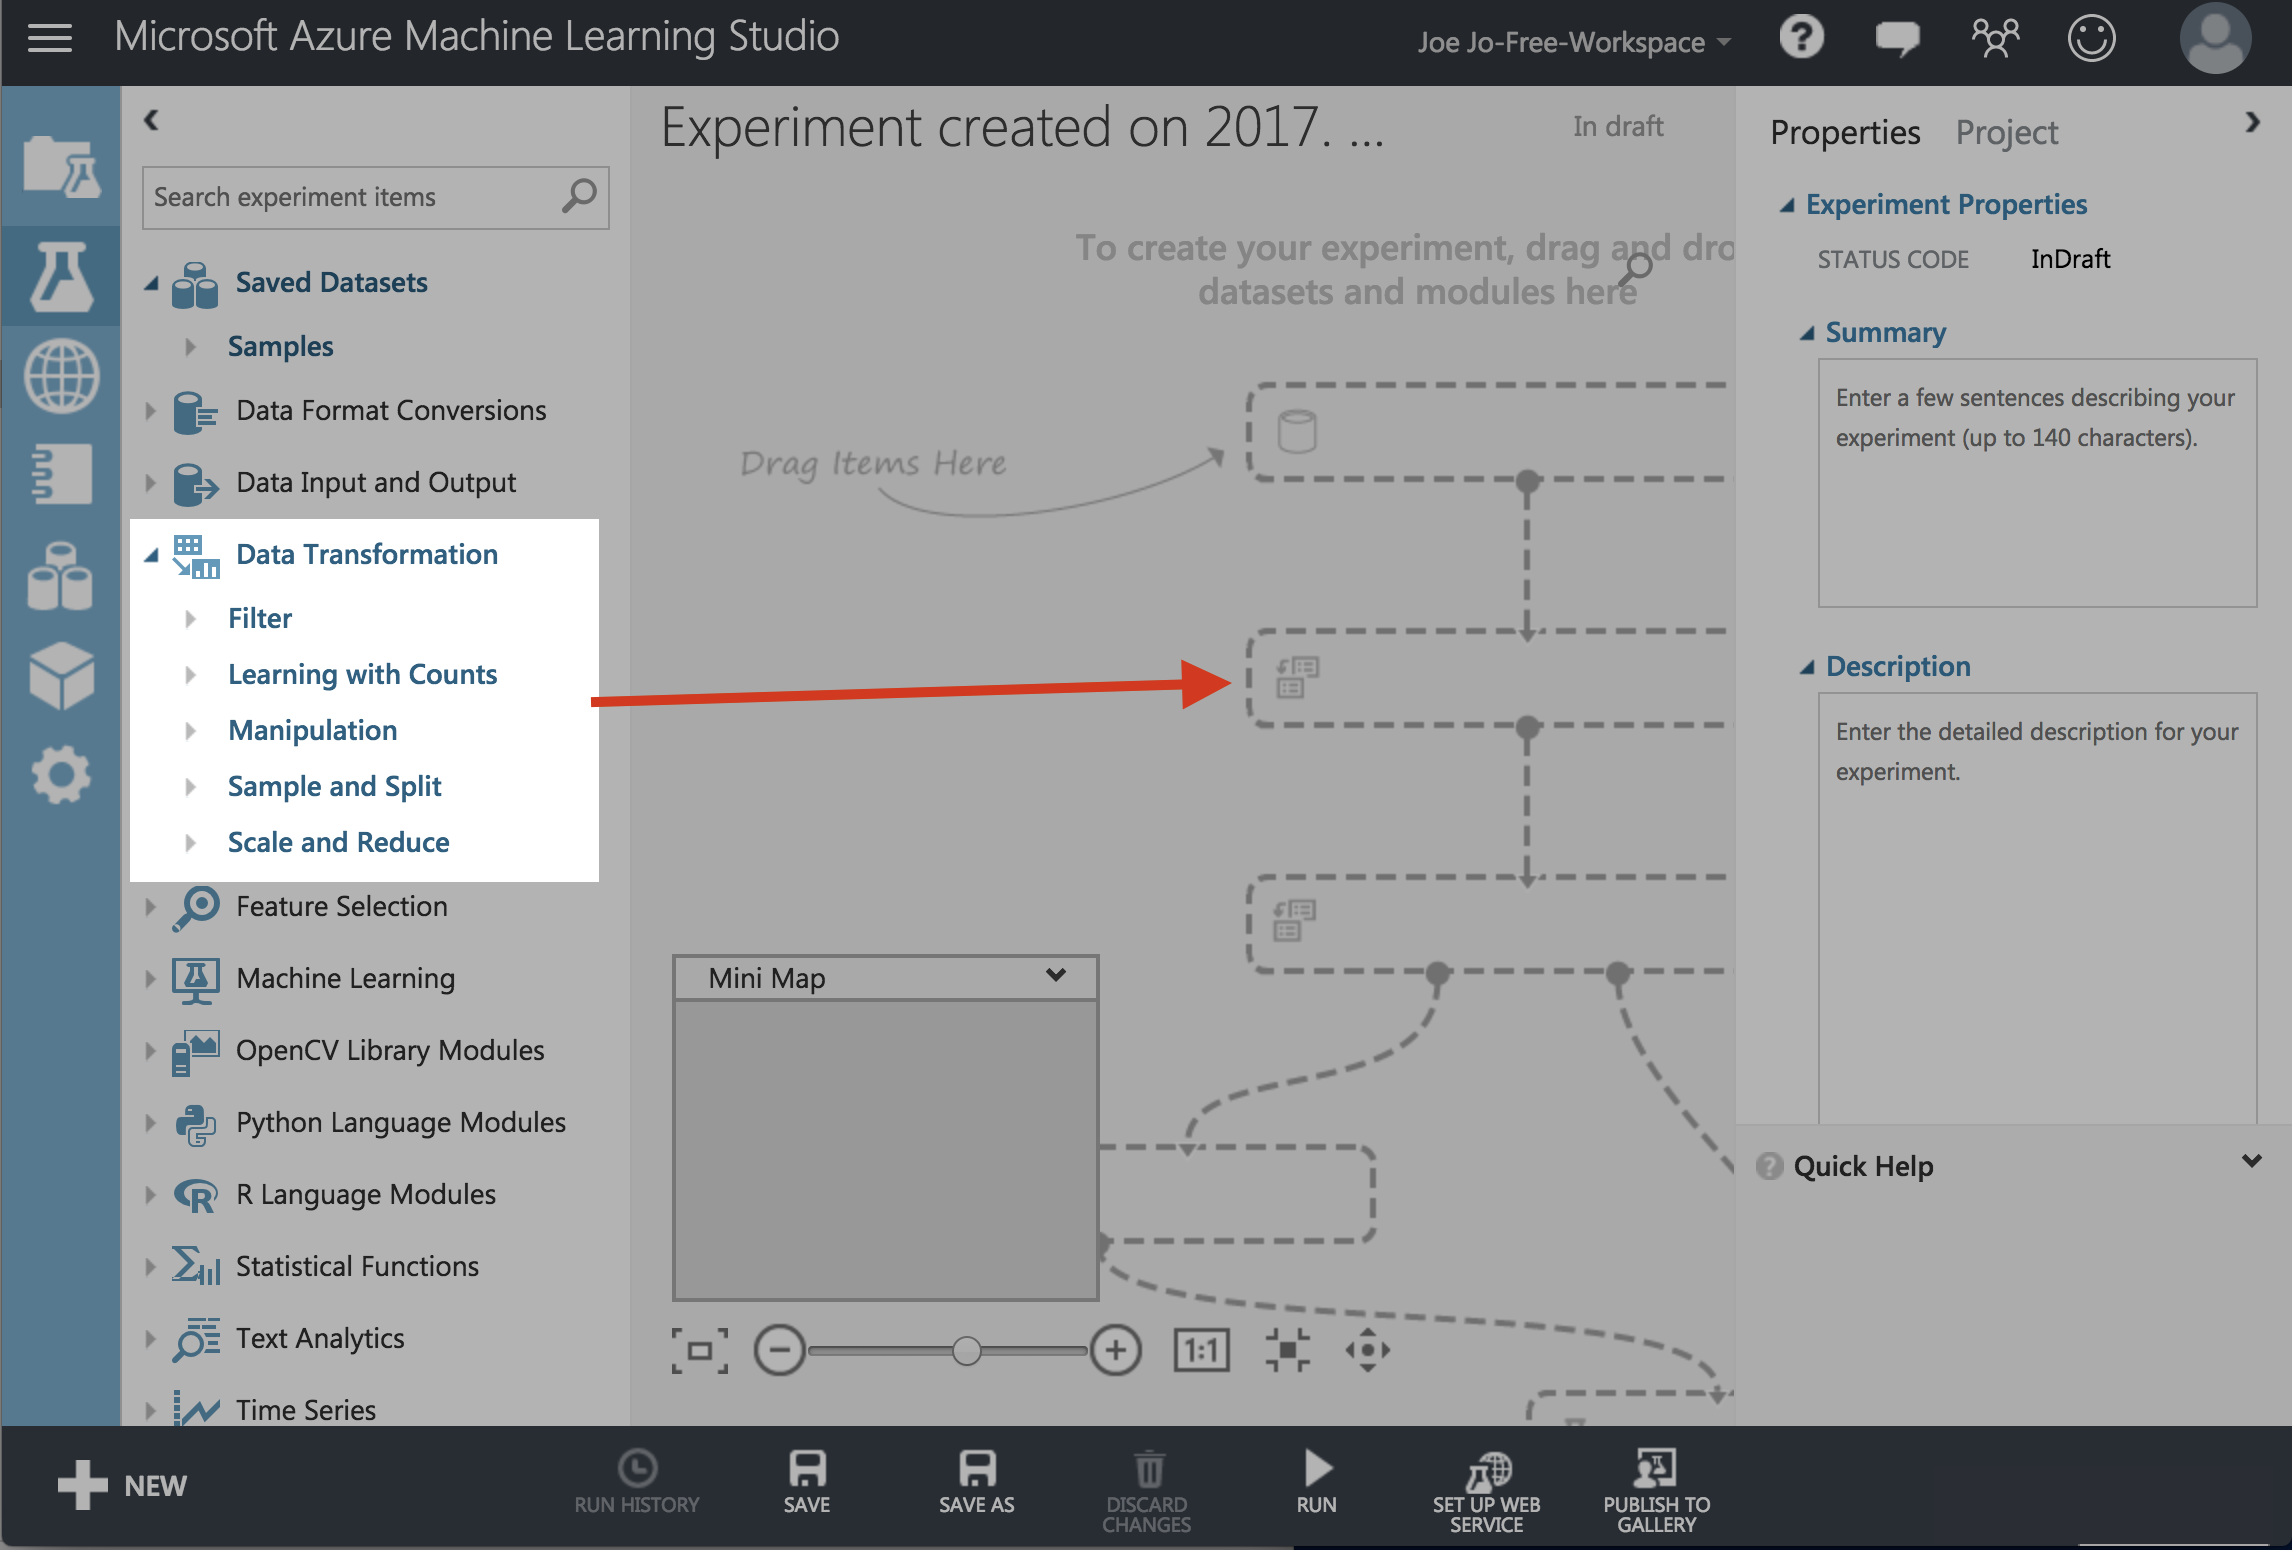 Microsoft Azure Machine Learning Studio
Joe Jo-Free-Workspace
Search experiment items
Saved Datasets
Samples
Data Format Conversions
Data Input and Output
Data Transformation
Filter
Learning with Counts
Manipulation
Sample and Split
Scale and Reduce
Feature Selection
Machine Learning
OpenCV Library Modules
Python Language Modules
R Language Modules
Statistical Functions
Text Analytics
Time Series
Experiment created on 2017. ...
In draft
To create your experiment, drag and dro
datasets and modules here
Drag Items Here
Mini Map
1:1
Properties
Project
Experiment Properties
STATUS CODE
InDraft
Summary
Enter a few sentences describing your
experiment (up to 140 characters).
Description
Enter the detailed description for your
experiment.
Quick Help
NEW
RUN HISTORY
SAVE
SAVE AS
DISCARD
CHANGES
RUN
SET UP WEB
SERVICE
PUBLISH TO
GALLERY